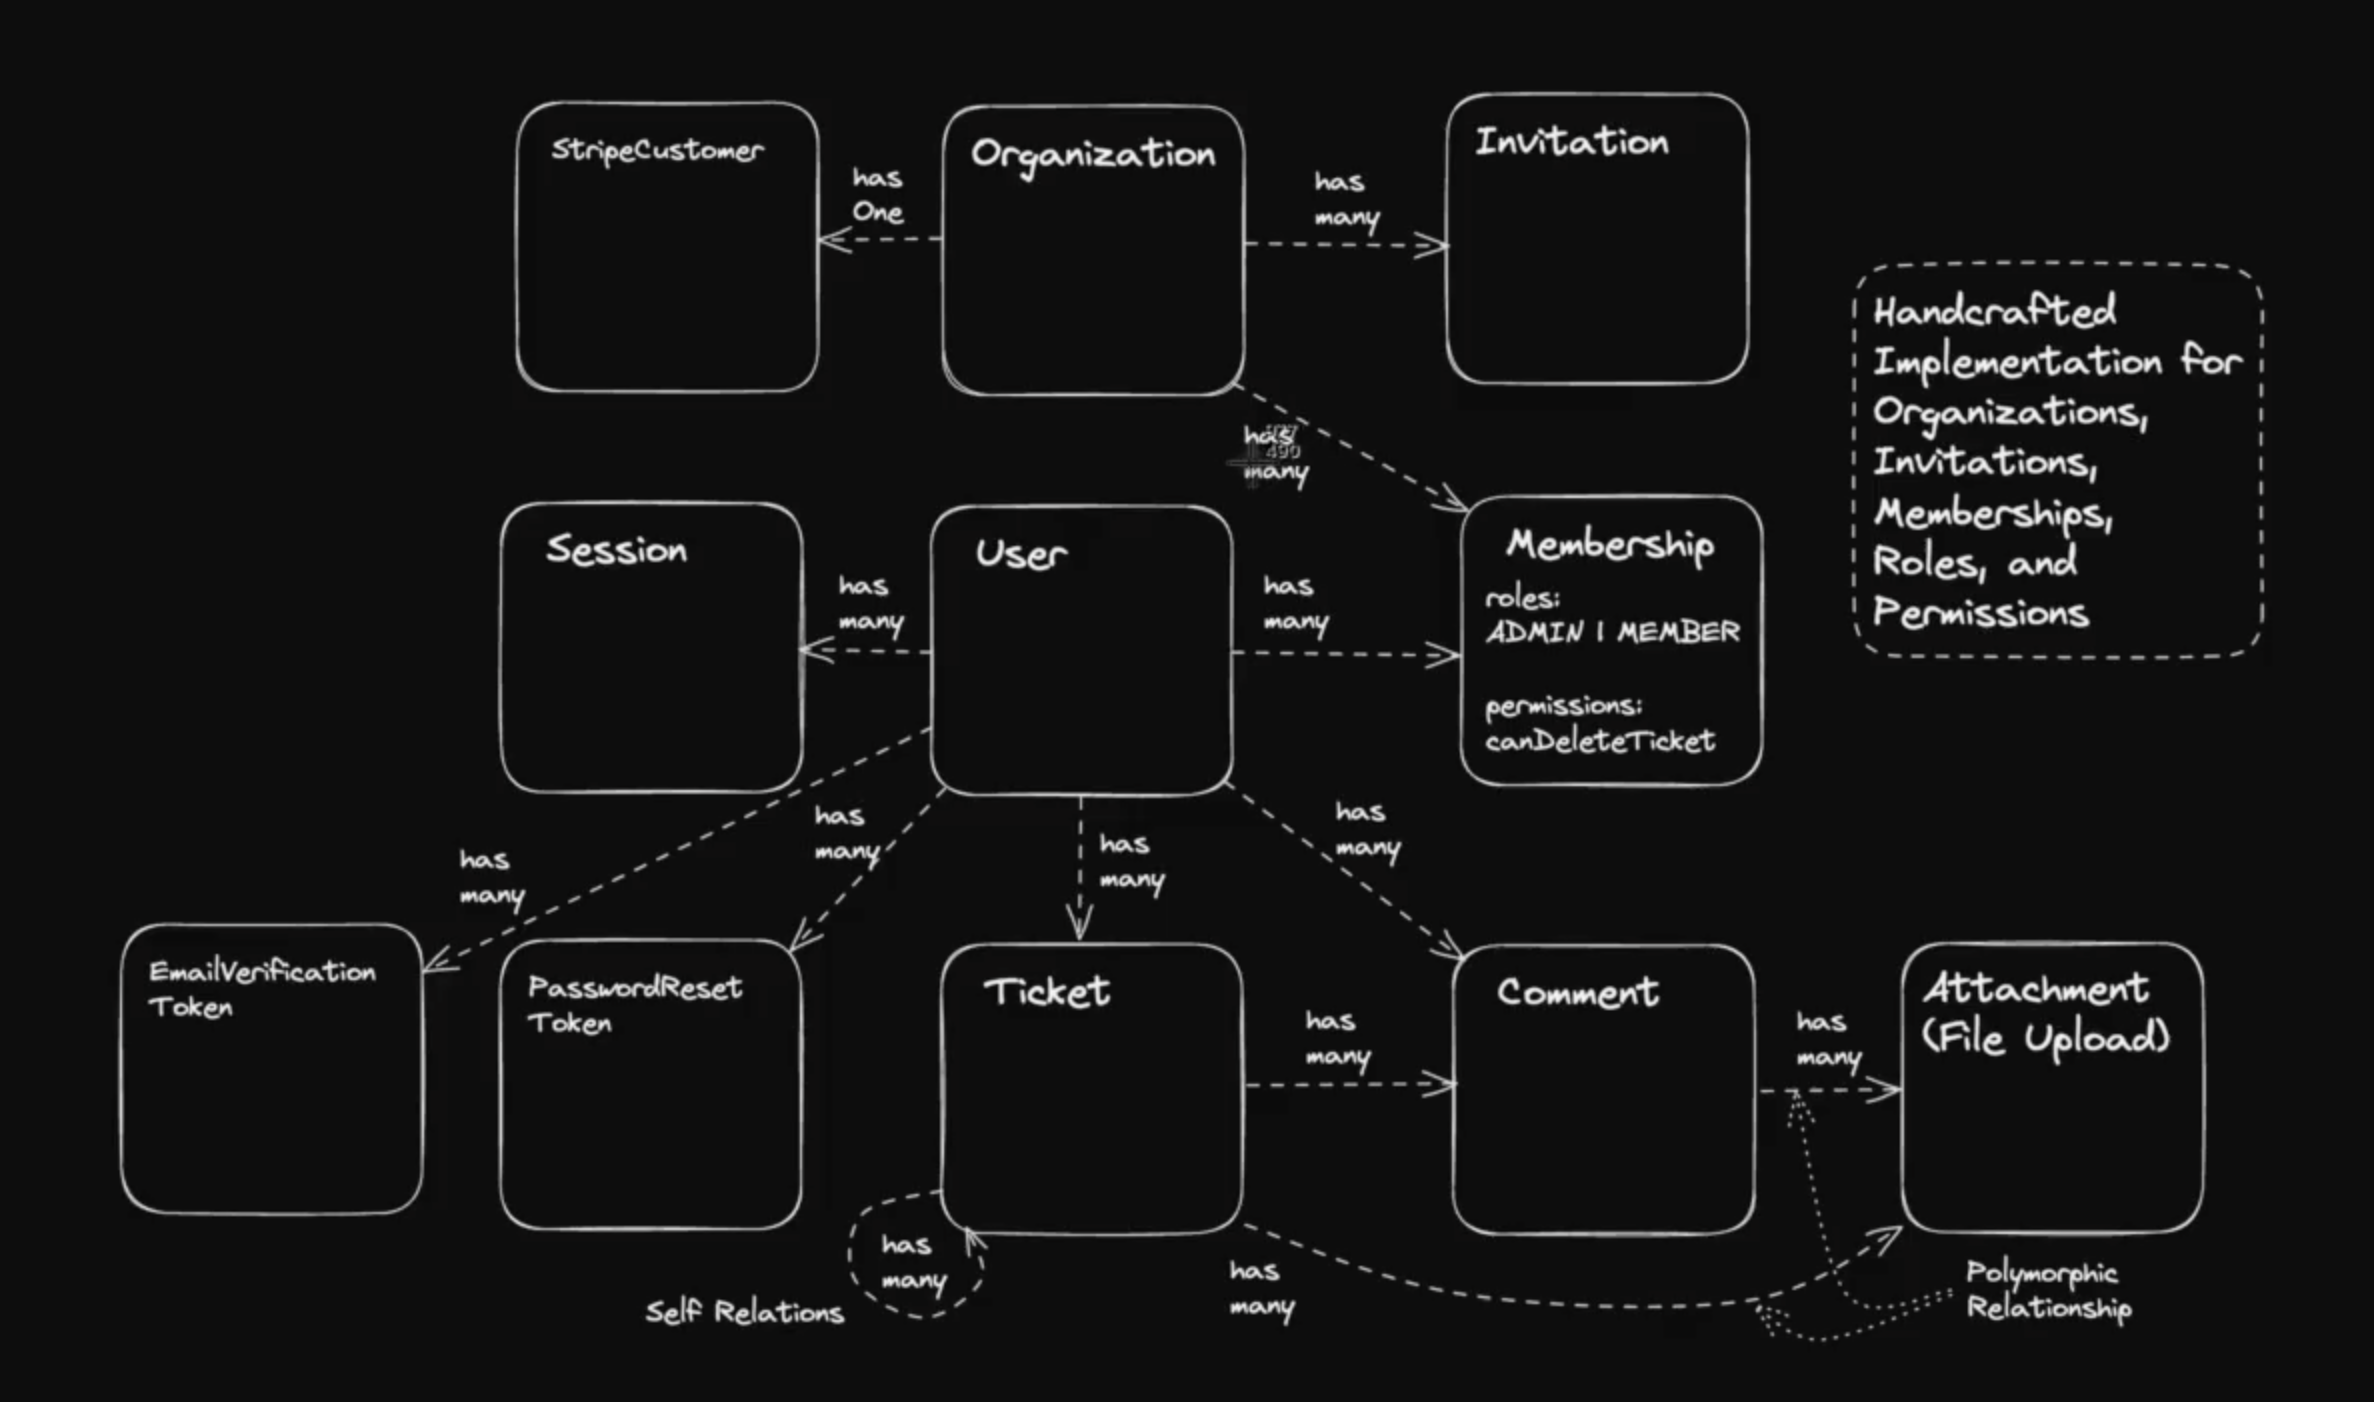 StripeCustomer
has
One
Organization
has
many
Invitation
Handcrafted
Implementation for
Organizations,
Invitations,
Memberships,
Roles, and
Permissions
has
many
490
Session
has
many
User
has
many
Membership
roles:
ADMIN | MEMBER
permissions:
canDeleteTicket
has
many
has
many
has
many
has
many
EmailVerification
Token
PasswordReset
Token
Ticket
has
many
Comment
has
many
Attachment
(File Upload)
has
many
Self Relations
has
many
Polymorphic
Relationship